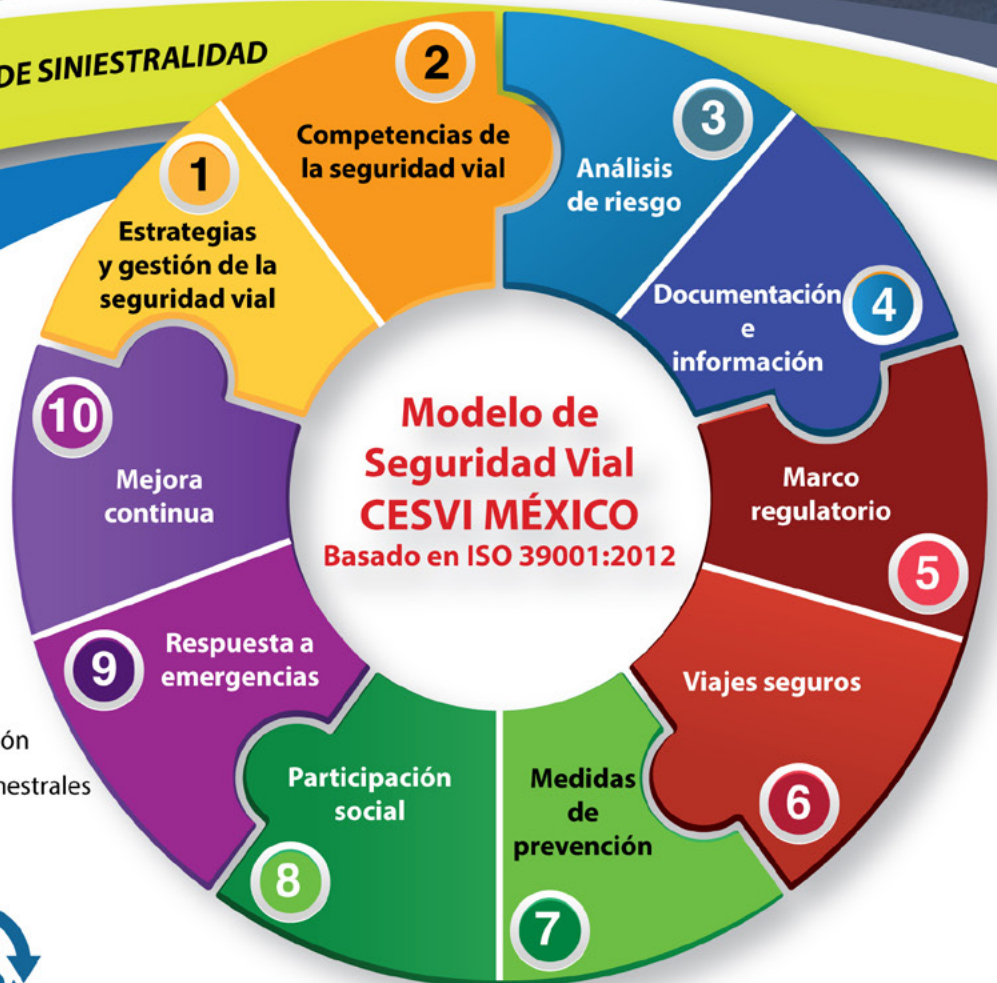 DE SINIESTRALIDAD
1
Estrategias
y gestión de la
seguridad vial
2
Competencias de
la seguridad vial
3
Análisis
de riesgo
4
Documentación
e
información
5
Marco
regulatorio
6
Viajes seguros
7
Medidas
de
prevención
8
Participación
social
9
Respuesta a
emergencias
10
Mejora
continua
Modelo de
Seguridad Vial
CESVI MÉXICO
Basado en ISO 39001:2012